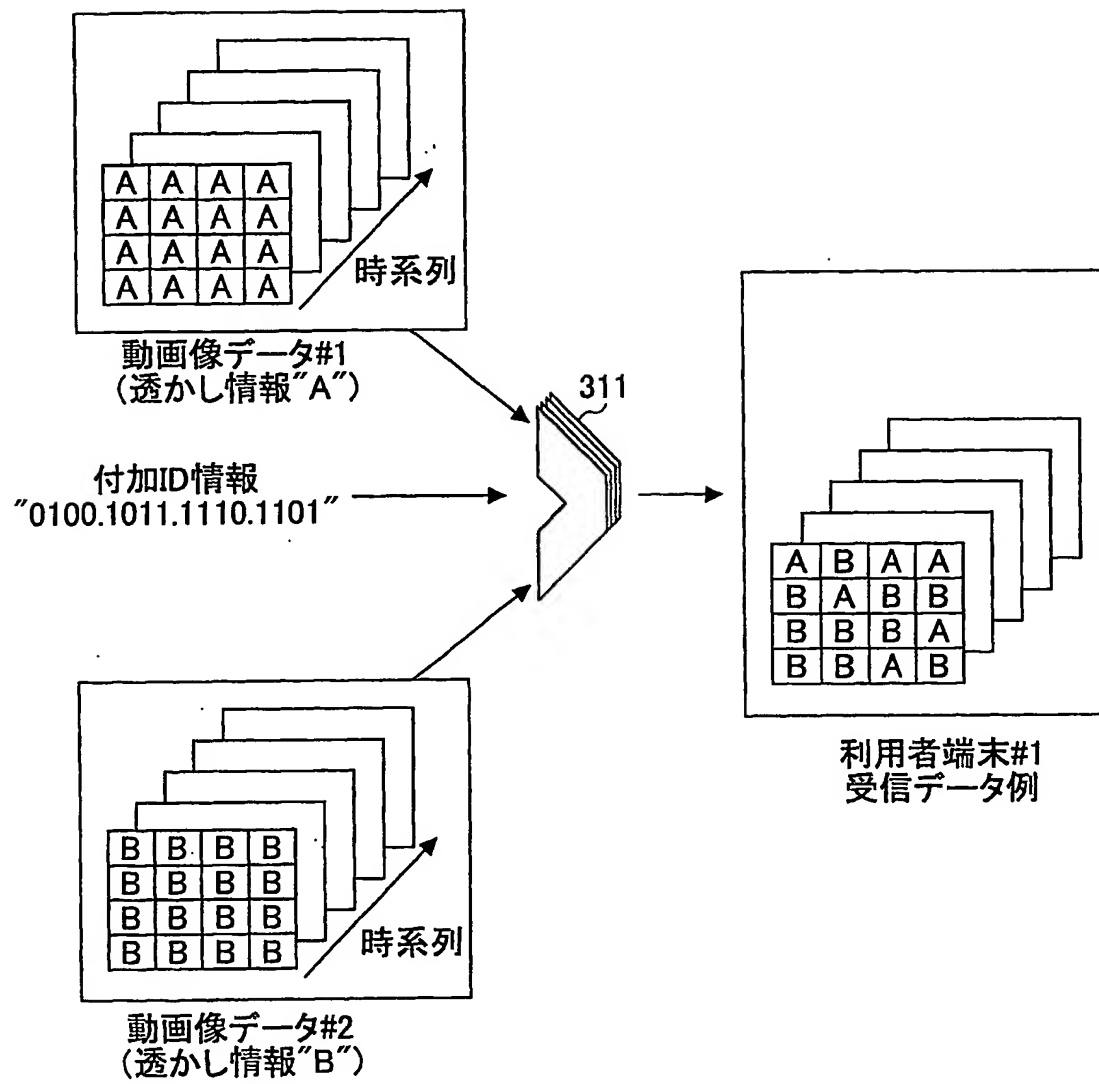 A A A A
A A A A
A A A A
A A A A
時系列
動画像データ#1
(透かし情報"A")
付加ID情報
"0100.1011.1110.1101"
311
B B B B
B B B B
B B B B
B B B B
時系列
動画像データ#2
(透かし情報"B")
A B A A
B A B B
B B B A
B B A B
利用者端末#1
受信データ例